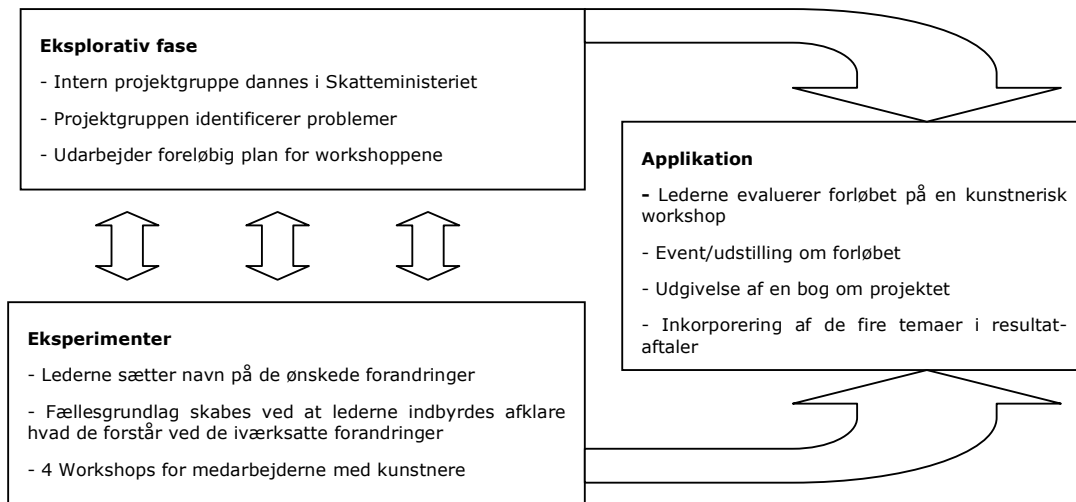 Eksplorativ fase
- Intern projektgruppe dannes i Skatteministeriet
- Projektgruppen identificerer problemer
- Udarbejder foreløbig plan for workshoppene
Eksperimenter
- Lederne sætter navn på de ønskede forandringer
- Fællesgrundlag skabes ved at lederne indbyrdes afklare
hvad de forstår ved de iværksatte forandringer
- 4 Workshops for medarbejderne med kunstnere
Applikation
- Lederne evaluerer forløbet på en kunstnerisk
workshop
- Event/udstilling om forløbet
- Udgivelse af en bog om projektet
- Inkorporering af de fire temaer i resultat-
aftaler